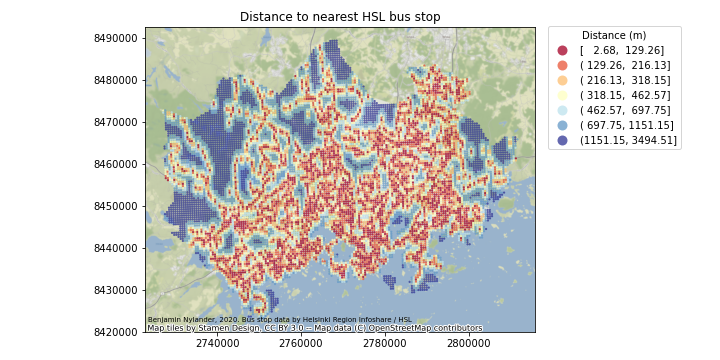 Distance to nearest HSL bus stop
8490000
8480000
8470000
8460000
8450000
8440000
8430000
8420000
2740000
2760000
2780000
2800000
Distance (m)
[ 2.68, 129.26]
( 129.26, 216.13]
( 216.13, 318.15]
( 318.15, 462.57]
( 462.57, 697.75]
( 697.75, 1151.15]
(1151.15, 3494.51]
Benjamin Nylander, 2020. Bus stop data by Helsinki Region Infoshare / HSL
Map tiles by Stamen Design, CC BY 3.0 -- Map data (C) OpenStreetMap contributors